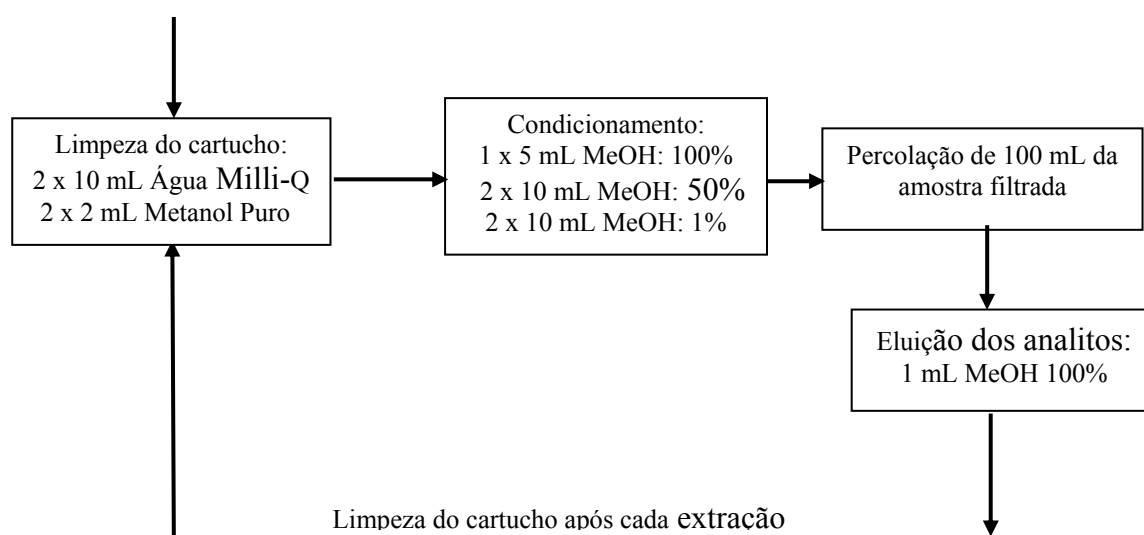 Limpeza do cartucho:
2 x 10 mL Água Milli-Q
2 x 2 mL Metanol Puro
Condicionamento:
1 x 5 mL MeOH: 100%
2 x 10 mL MeOH: 50%
2 x 10 mL MeOH: 1%
Percolação de 100 mL da
amostra filtrada
Eluição dos analitos:
1 mL MeOH 100%
Limpeza do cartucho após cada extração